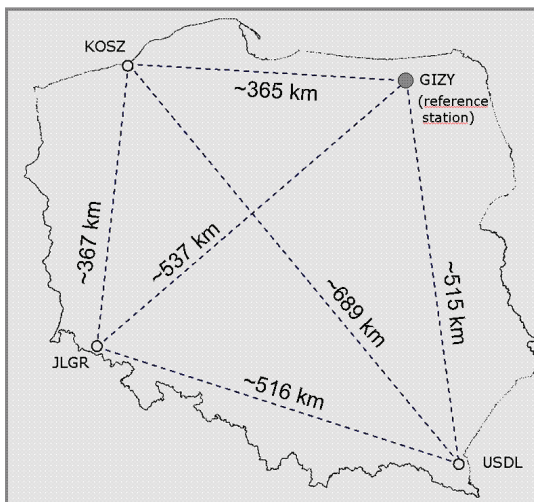 KOSZ
GIZY
(reference
station)
~365 km
~367 km
~537 km
~689 km
~515 km
JLGR
~516 km
USDL